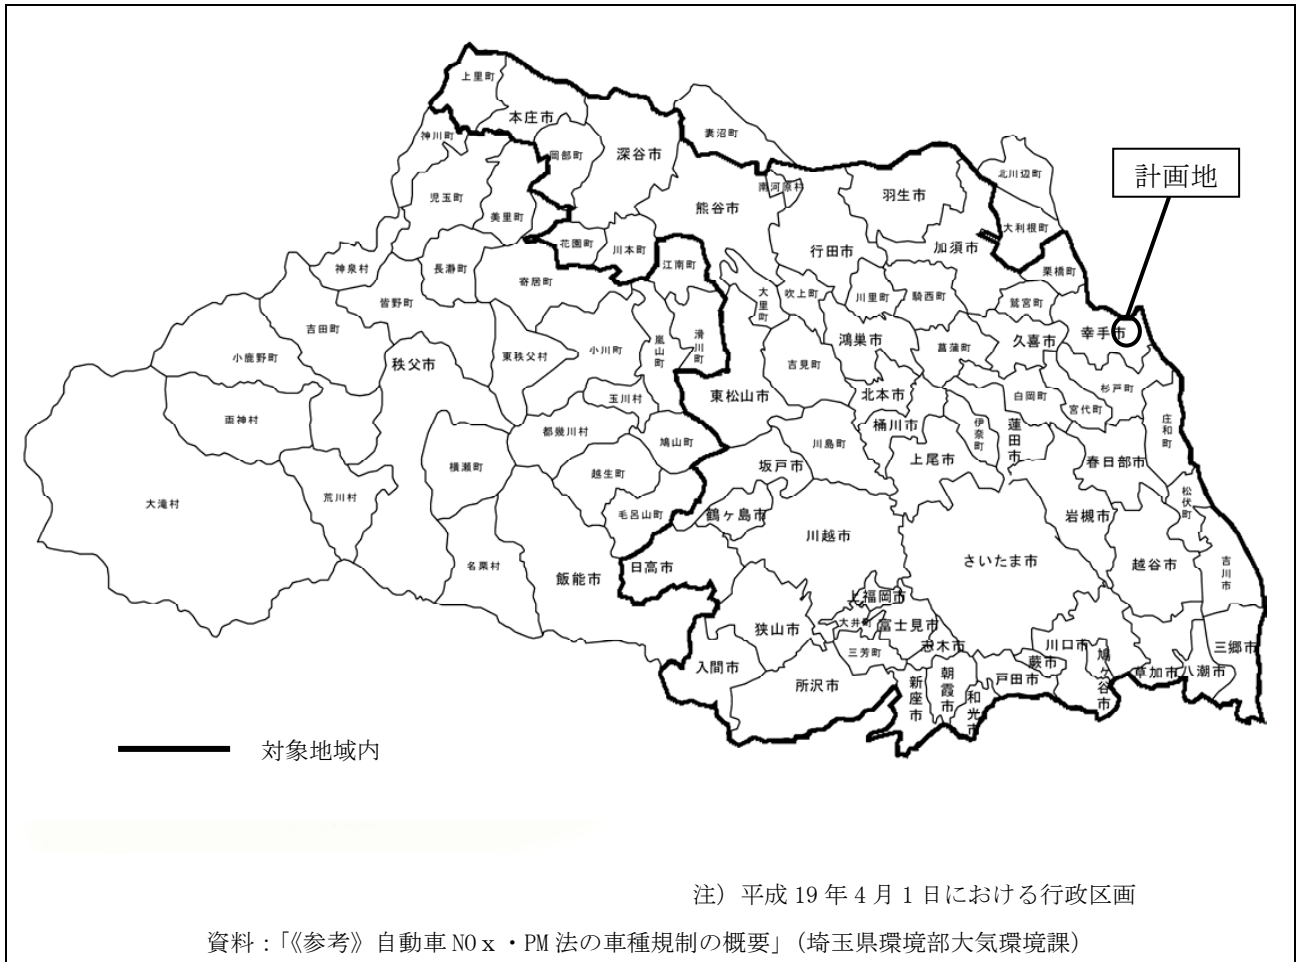 上里町
本庄市
神川町
岡部町
深谷市
妻沼町
計画地
北川辺町
南河原村
羽生市
児玉町
美里町
熊谷市
大利根町
花園町
川本町
行田市
加須市
江南町
栗橋町
神泉村
長瀞町
寄居町
大里町
吹上町
川里町
騎西町
鷲宮町
皆野町
吉田町
幸手市
小鹿野町
秩父市
東秩父村
小川町
嵐山町
滑川町
鴻巣市
菖蒲町
久喜市
吉見町
杉戸町
両神村
玉川村
東松山市
北本市
白岡町
宮代町
庄和町
都幾川村
鳩山町
川島町
桶川市
伊奈町
蓮田市
横瀬町
越生町
坂戸市
上尾市
春日部市
大滝村
荒川村
毛呂山町
鶴ヶ島市
川越市
岩槻市
松伏町
名栗村
飯能市
日高市
さいたま市
越谷市
吉川市
上福岡市
狭山市
大井町
富士見市
三芳町
志木市
川口市
鳩ヶ谷市
三郷市
入間市
所沢市
新座市
朝霞市
和光市
戸田市
蕨市
草加市
八潮市
対象地域内
注）平成19年4月1日における行政区画
資料：「《参考》自動車NOx・PM法の車種規制の概要」（埼玉県環境部大気環境課）